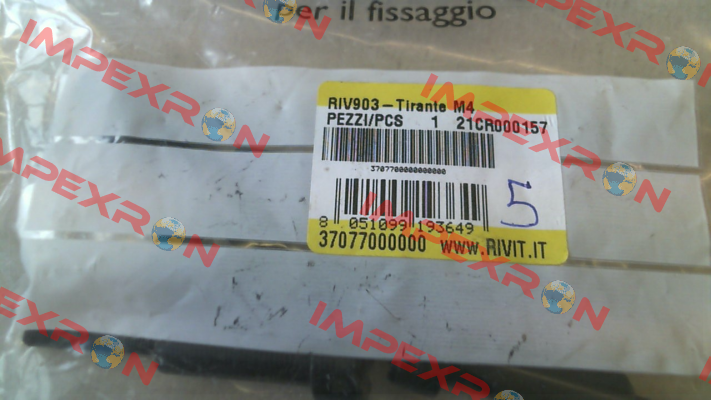 per il fissaggio
RIV903-Tirante M4
PEZZI/PCS 1 21CR000157
3707700000000000
5
8 051099 193649
37077000000 WWW.RIVIT.IT
IMPEXRON
IMPEXRON
IMPEXRON
IMPEXRON
IMPEXRON
IMPEXRON
IMPEXRON
IMPEXRON